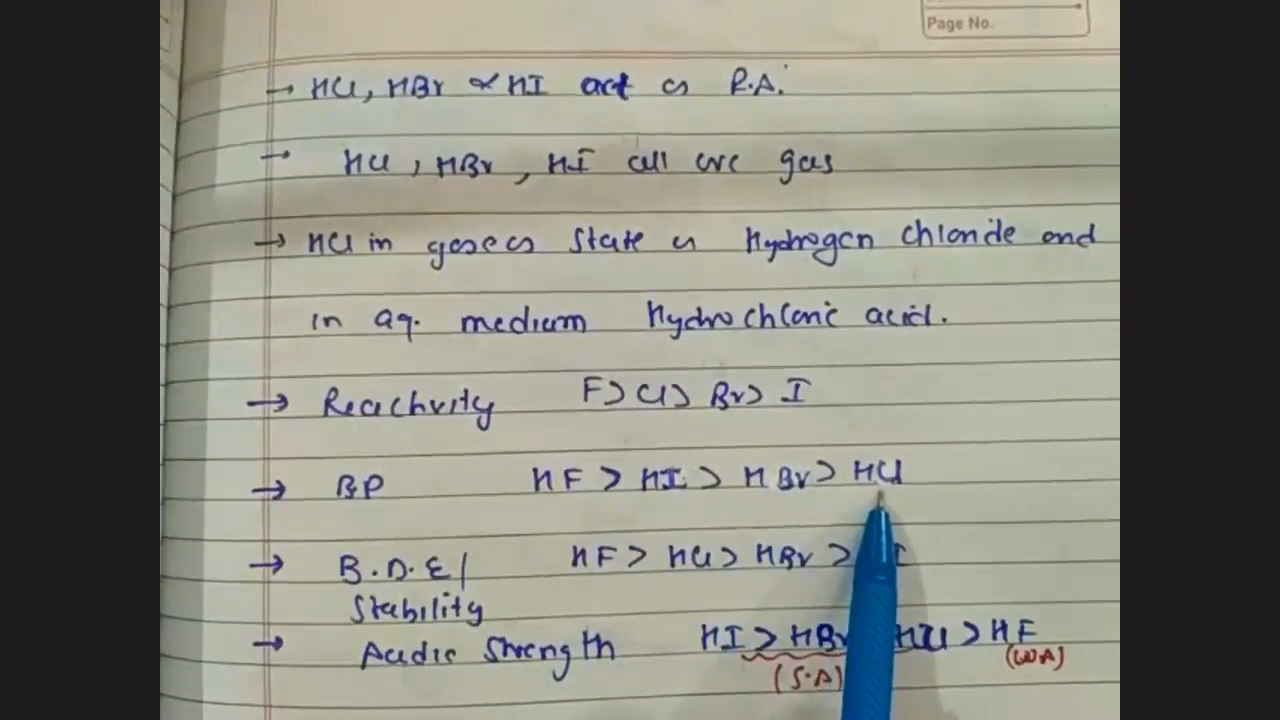 Page No.
→ HCl, HBr & HI act as R.A.
→ HCl, HBr, HI all are gas
→ HCl in gaseos state is Hydrogen chloride and
in aq. medium Hydrochloric acid.
→ Reactivity F > Cl > Br > I
→ BP HF > HI > HBr > HCl
→ B.D.E/ HF > HCl > HBr > I
Stability
→ Acidic Strength HI > HBr HCl > HF
(S.A) (W.A)